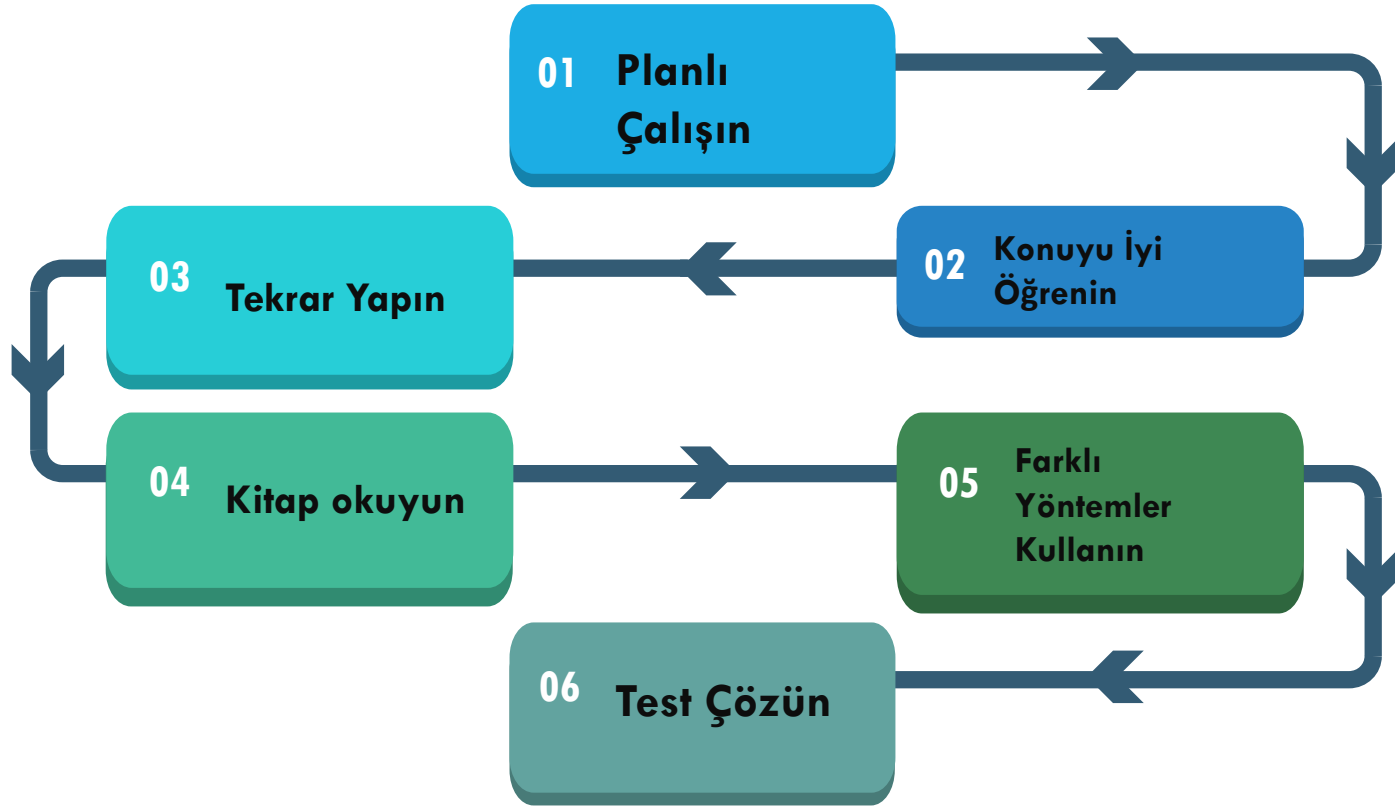 01
Planlı
Çalışın
02
Konuyu İyi
Öğrenin
03
Tekrar Yapın
04
Kitap okuyun
05
Farklı
Yöntemler
Kullanın
06
Test Çözün